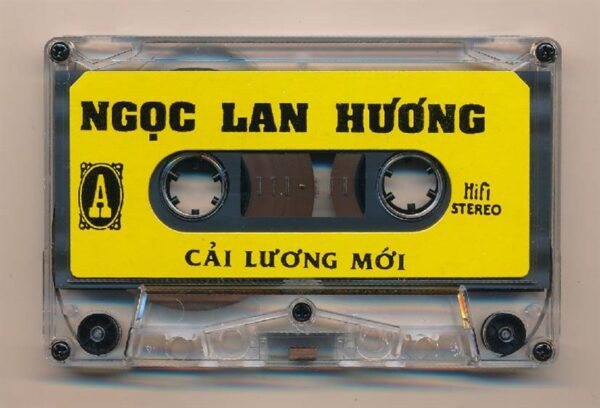 NGỌC LAN HƯƠNG
A
Hifi
STEREO
CẢI LƯƠNG MỚI